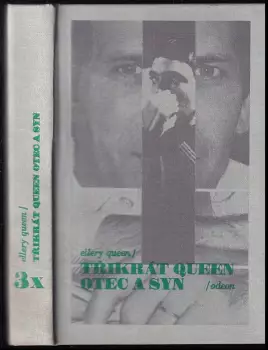 ellery queen/
TŘIKRÁT QUEEN OTEC A SYN
3x
ellery queen/
TŘIKRÁT QUEEN
OTEC A SYN
/odeon